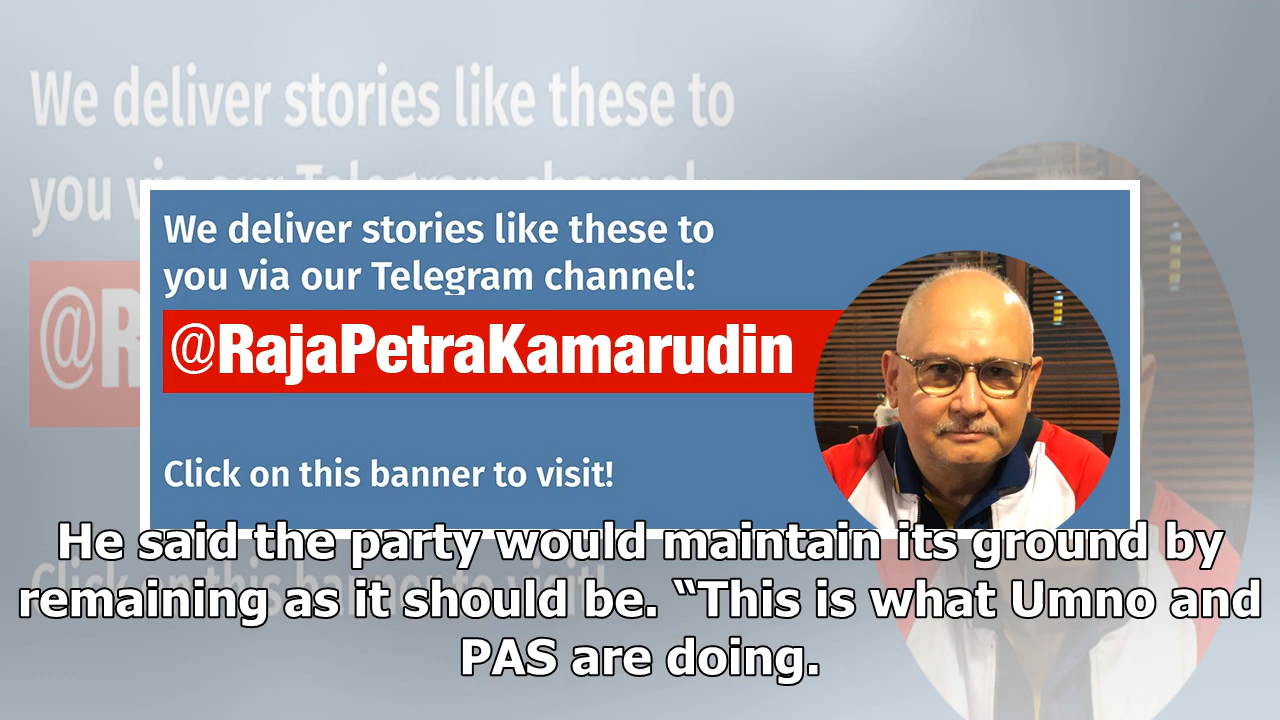 We deliver stories like these to
you via our Telegram channel:
@RajaPetraKamarudin
Click on this banner to visit!
He said the party would maintain its ground by
remaining as it should be. “This is what Umno and
PAS are doing.